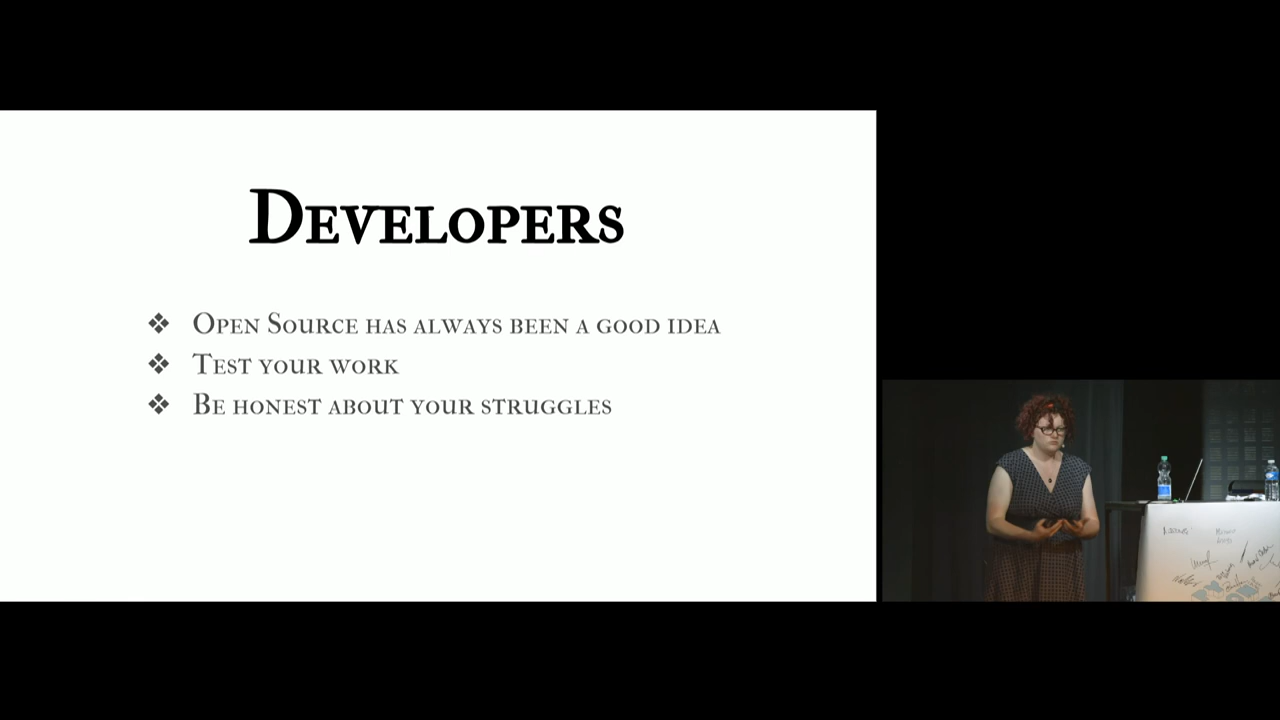 Developers
Open Source has always been a good idea
Test your work
Be honest about your struggles